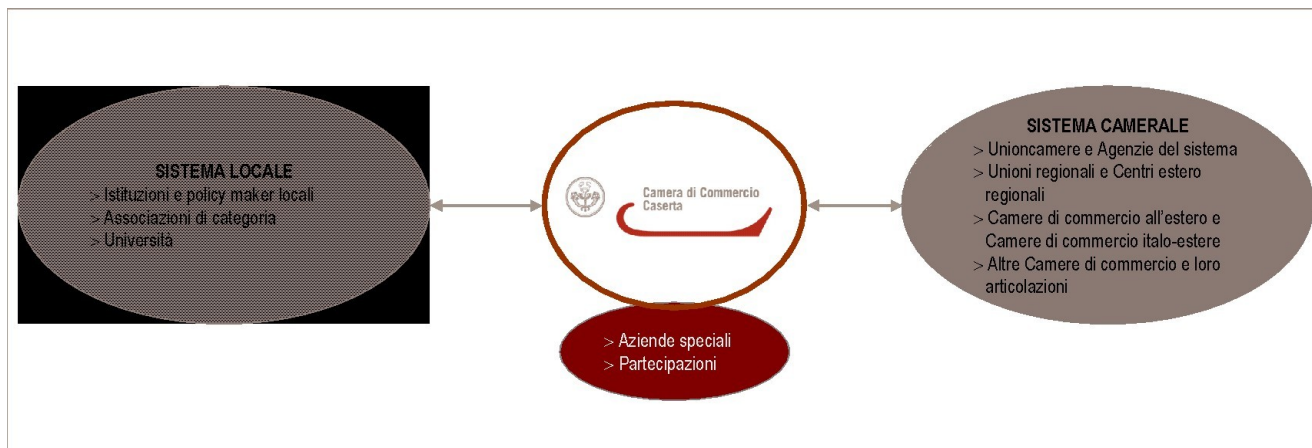 SISTEMA LOCALE
> Istituzioni e policy maker locali
> Associazioni di categoria
> Università
Camera di Commercio
Caserta
> Aziende speciali
> Partecipazioni
SISTEMA CAMERALE
> Unioncamere e Agenzie del sistema
> Unioni regionali e Centri estero
regionali
> Camere di commercio all'estero e
Camere di commercio italo-estere
> Altre Camere di commercio e loro
articolazioni